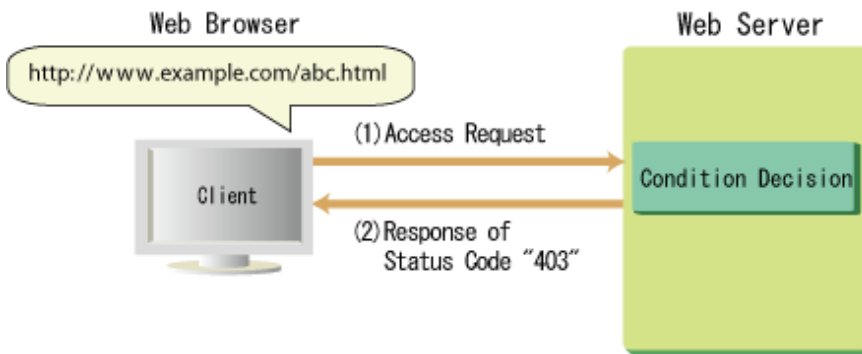 Web Browser
Web Server
http://www.example.com/abc.html
(1)Access Request
Client
Condition Decision
(2)Response of
Status Code "403"